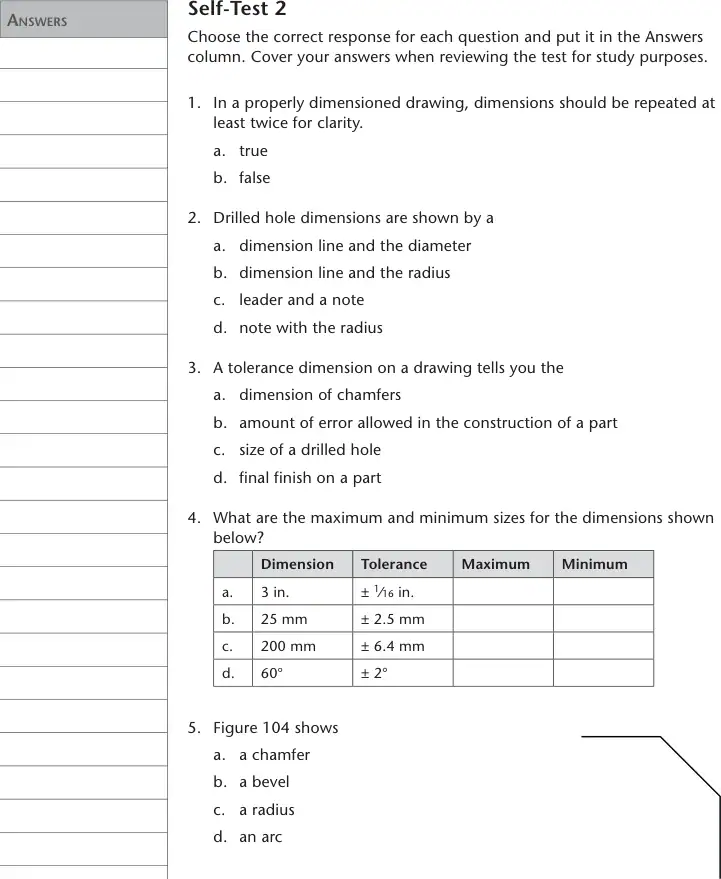 ANSWERS
Self-Test 2
Choose the correct response for each question and put it in the Answers
column. Cover your answers when reviewing the test for study purposes.
1. In a properly dimensioned drawing, dimensions should be repeated at
least twice for clarity.
a. true
b. false
2. Drilled hole dimensions are shown by a
a. dimension line and the diameter
b. dimension line and the radius
c. leader and a note
d. note with the radius
3. A tolerance dimension on a drawing tells you the
a. dimension of chamfers
b. amount of error allowed in the construction of a part
c. size of a drilled hole
d. final finish on a part
4. What are the maximum and minimum sizes for the dimensions shown
below?
Dimension Tolerance Maximum Minimum
a. 3 in. ± 1⁄16 in.
b. 25 mm ± 2.5 mm
c. 200 mm ± 6.4 mm
d. 60° ± 2°
5. Figure 104 shows
a. a chamfer
b. a bevel
c. a radius
d. an arc